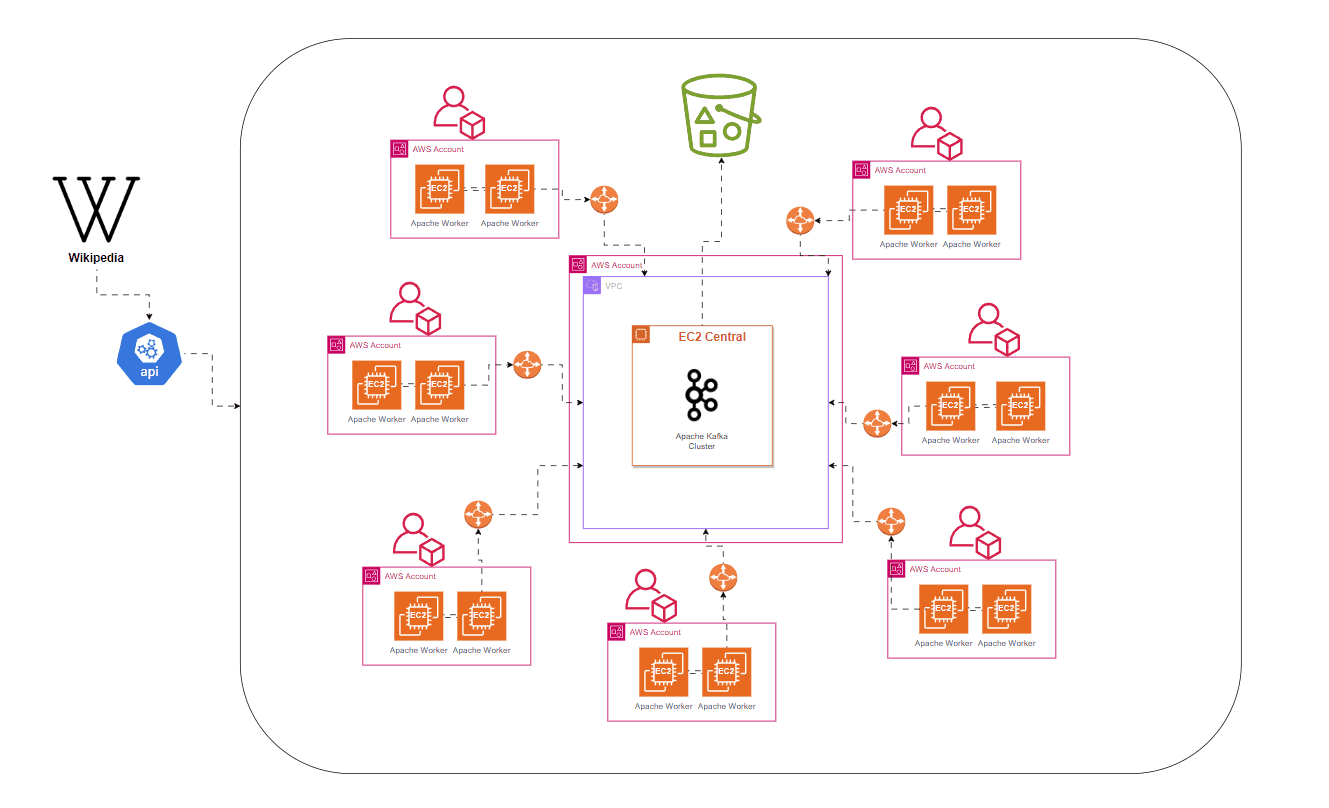 AWS Account
EC2
EC2
Apache Worker
Apache Worker
AWS Account
EC2
EC2
Apache Worker
Apache Worker
W
Wikipedia
api
AWS Account
VPC
EC2 Central
Apache Kafka
Cluster
AWS Account
EC2
EC2
Apache Worker
Apache Worker
AWS Account
EC2
EC2
Apache Worker
Apache Worker
AWS Account
EC2
EC2
Apache Worker
Apache Worker
AWS Account
EC2
EC2
Apache Worker
Apache Worker
AWS Account
EC2
EC2
Apache Worker
Apache Worker